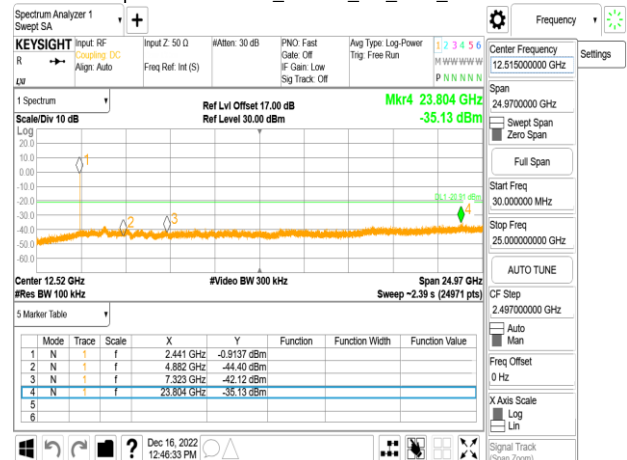 Spectrum Analyzer 1
Swept SA
+
Frequency
KEYSIGHT
R
Input: RF
Coupling: DC
Align: Auto
Input Z: 50 Ω
Freq Ref: Int (S)
#Atten: 30 dB
PNO: Fast
Gate: Off
IF Gain: Low
Sig Track: Off
Avg Type: Log-Power
Trig: Free Run
1 2 3 4 5 6
M W W W W W
P N N N N N
LXI
1 Spectrum
Scale/Div 10 dB
Ref Lvl Offset 17.00 dB
Ref Level 30.00 dBm
Mkr4 23.804 GHz
-35.13 dBm
Log
20.0
10.0
0.00
-10.0
-20.0
-30.0
-40.0
-50.0
-60.0
1
2
3
4
DL1 -20.91 dBm
Center 12.52 GHz
#Res BW 100 kHz
#Video BW 300 kHz
Span 24.97 GHz
Sweep ~2.39 s (24971 pts)
5 Marker Table
Mode Trace Scale X Y Function Function Width Function Value
1 N 1 f 2.441 GHz -0.9137 dBm
2 N 1 f 4.882 GHz -44.40 dBm
3 N 1 f 7.323 GHz -42.12 dBm
4 N 1 f 23.804 GHz -35.13 dBm
5
6
?
Dec 16, 2022
12:46:33 PM
Center Frequency
12.515000000 GHz
Settings
Span
24.9700000 GHz
Swept Span
Zero Span
Full Span
Start Freq
30.000000 MHz
Stop Freq
25.000000000 GHz
AUTO TUNE
CF Step
2.497000000 GHz
Auto
Man
Freq Offset
0 Hz
X Axis Scale
Log
Lin
Signal Track
(Span Zoom)